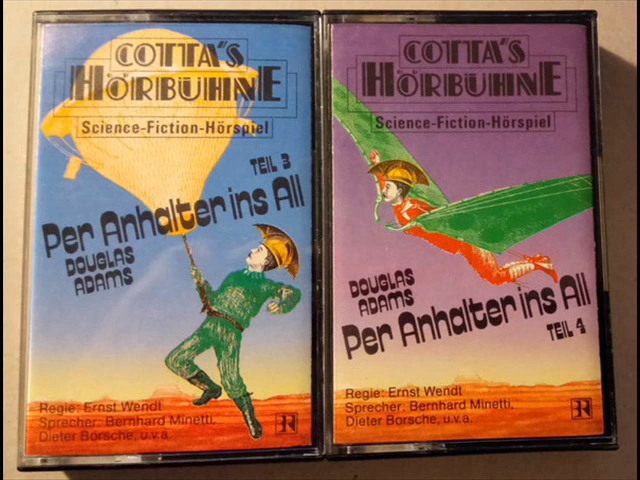 COTTA'S
HÖRBÜHNE
Science-Fiction-Hörspiel
TEIL 3
Per Anhalter ins All
DOUGLAS
ADAMS
Regie: Ernst Wendt
Sprecher: Bernhard Minetti,
Dieter Borsche, u.v.a.
COTTA'S
HÖRBÜHNE
Science-Fiction-Hörspiel
DOUGLAS
ADAMS
Per Anhalter ins All
TEIL 4
Regie: Ernst Wendt
Sprecher: Bernhard Minetti,
Dieter Borsche, u.v.a.